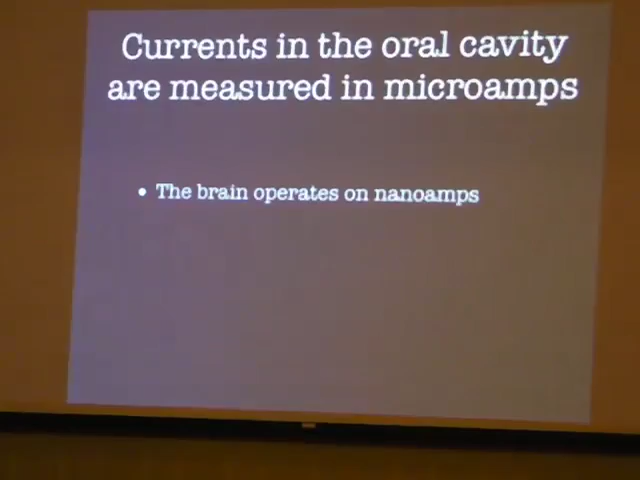 Currents in the oral cavity
are measured in microamps
• The brain operates on nanoamps